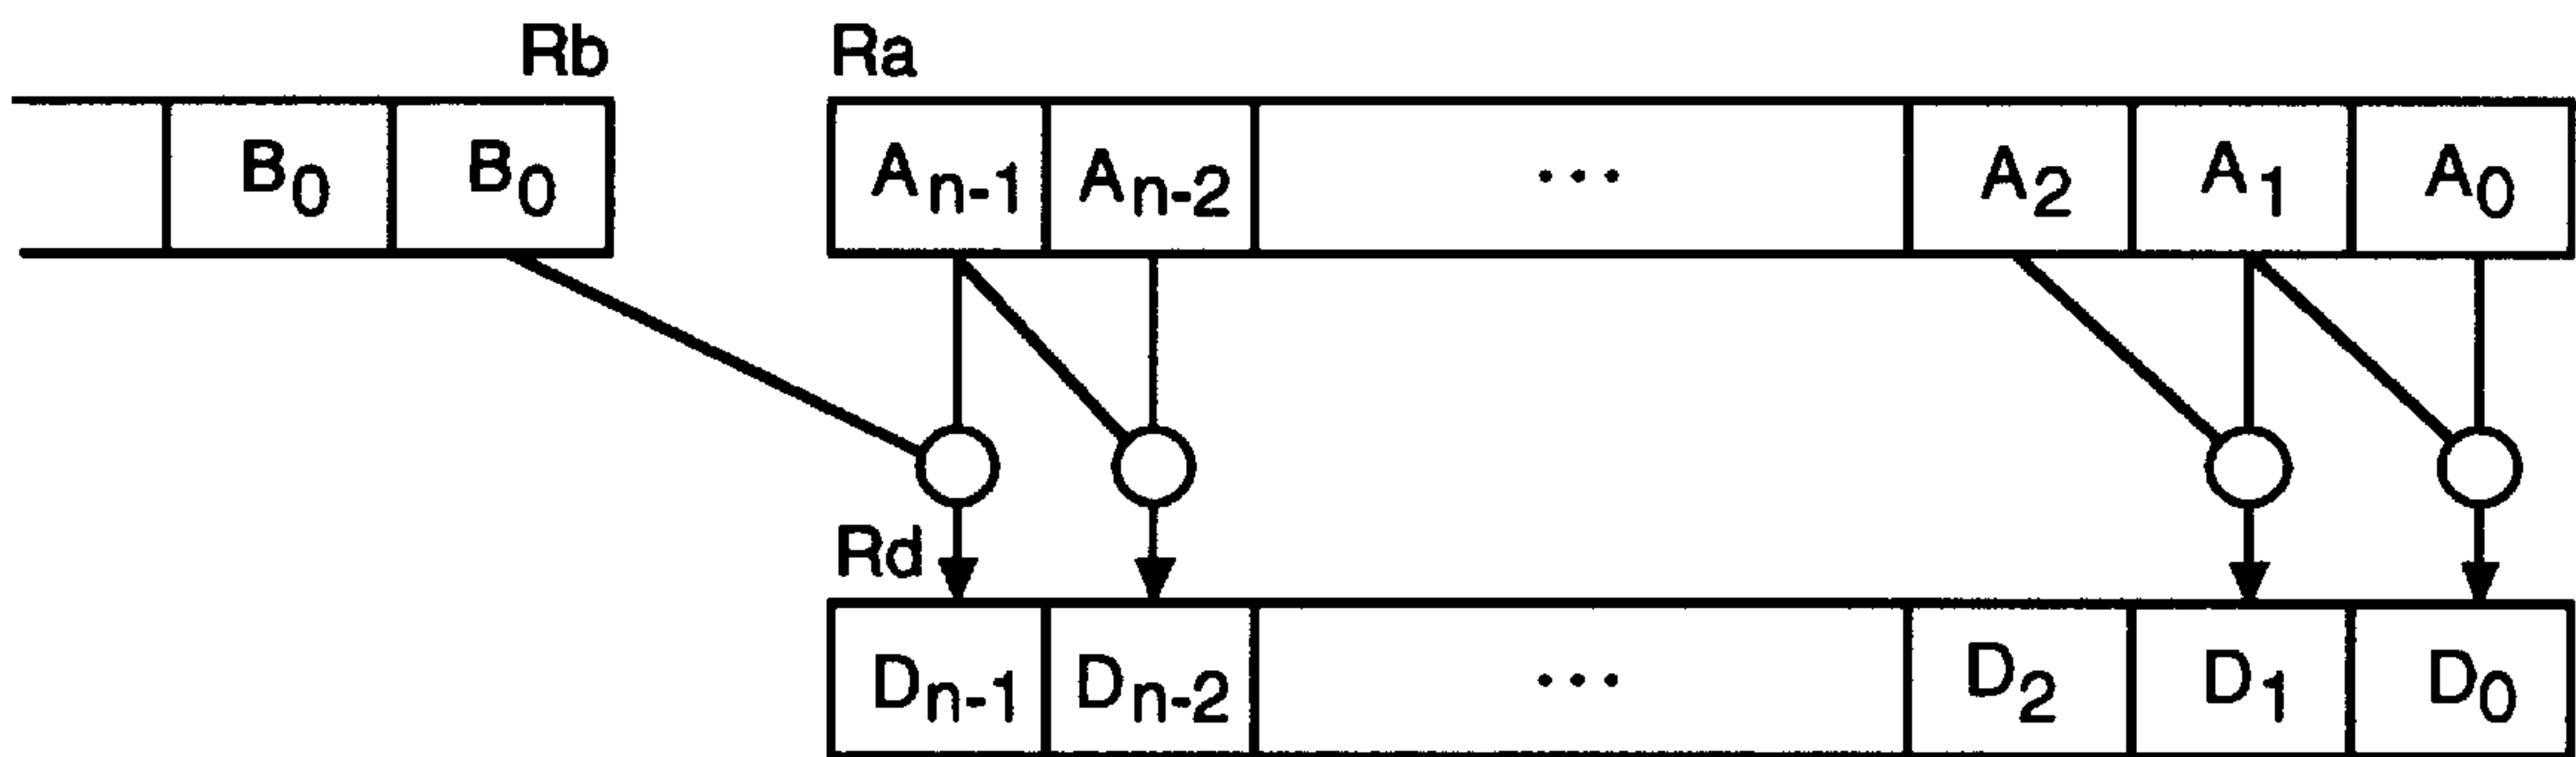 Rb Ra
B0 B0 An-1 An-2 ... A2 A1 A0
Rd
Dn-1 Dn-2 ... D2 D1 D0